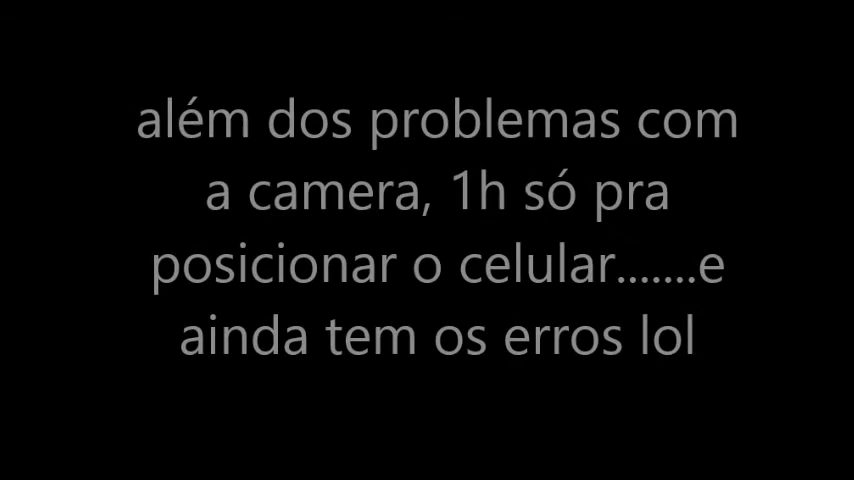 além dos problemas com
a camera, 1h só pra
posicionar o celular.......e
ainda tem os erros lol